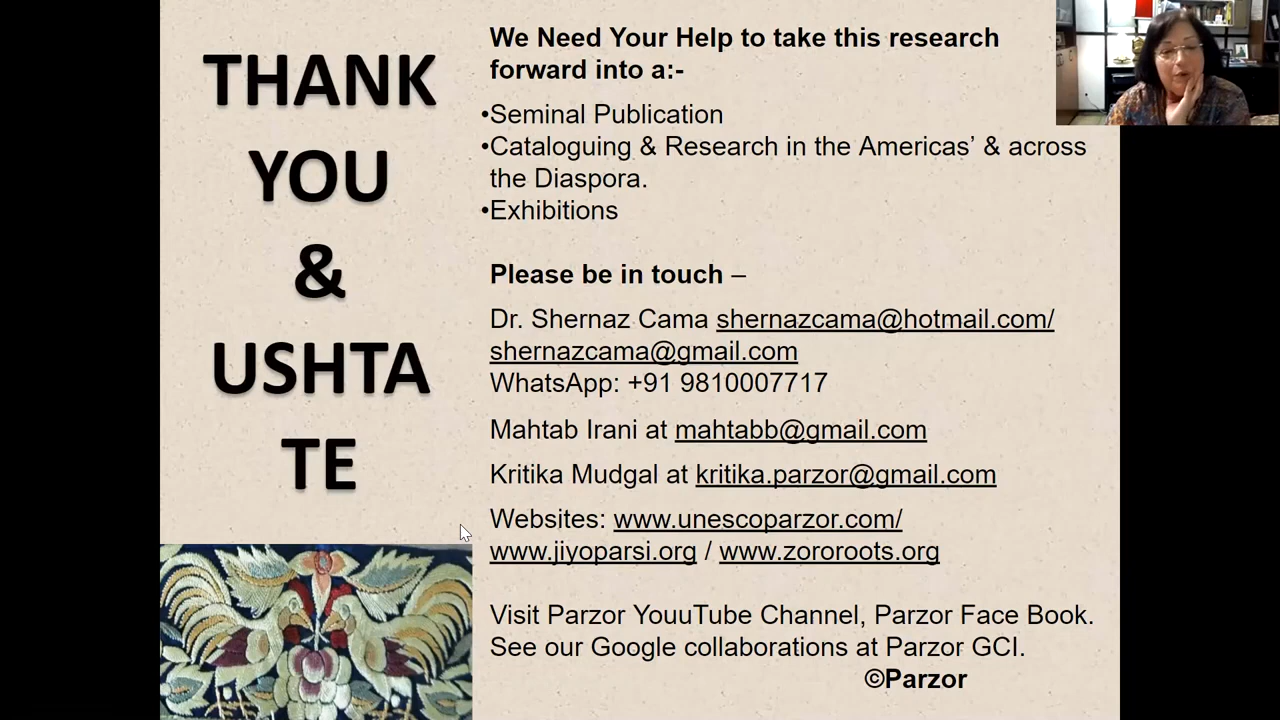 THANK
YOU
&
USHTA
TE
We Need Your Help to take this research
forward into a:-
•Seminal Publication
•Cataloguing & Research in the Americas’ & across
the Diaspora.
•Exhibitions
Please be in touch –
Dr. Shernaz Cama shernazcama@hotmail.com/
shernazcama@gmail.com
WhatsApp: +91 9810007717
Mahtab Irani at mahtabb@gmail.com
Kritika Mudgal at kritika.parzor@gmail.com
Websites: www.unescoparzor.com/
www.jiyoparsi.org / www.zororoots.org
Visit Parzor YouuTube Channel, Parzor Face Book.
See our Google collaborations at Parzor GCI.
©Parzor